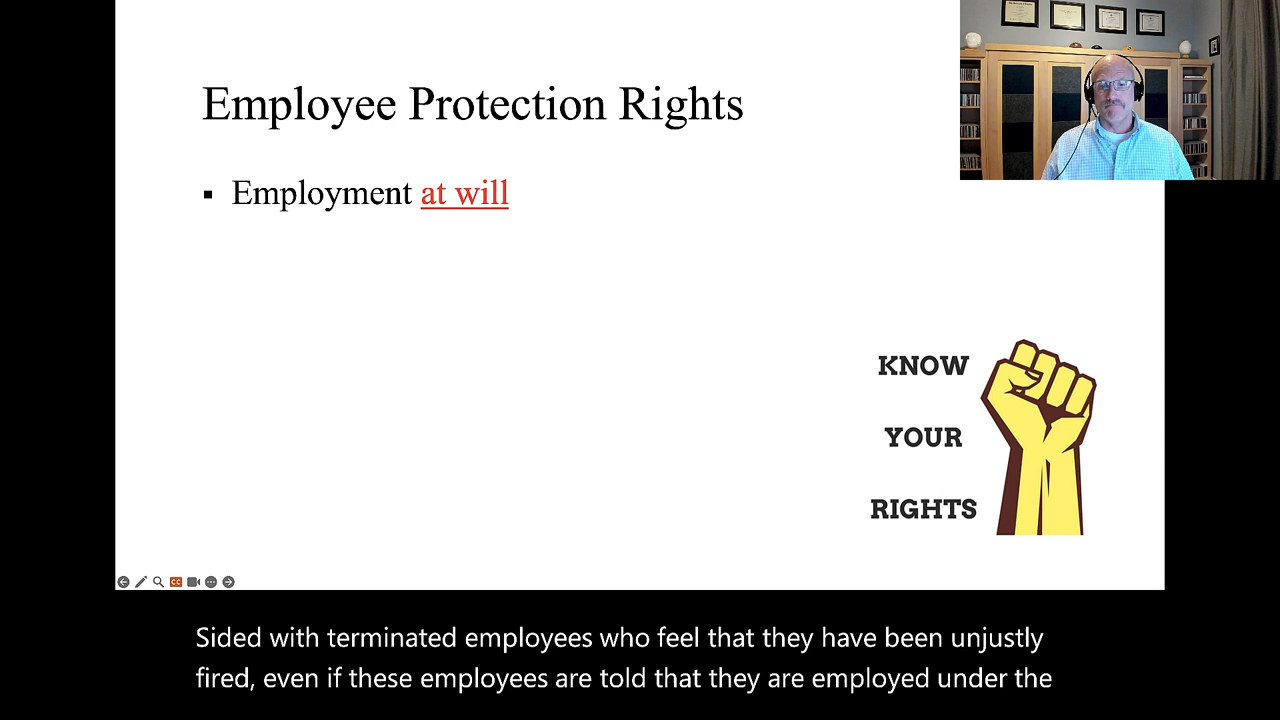 Employee Protection Rights
▪ Employment at will
KNOW
YOUR
RIGHTS
CC
Sided with terminated employees who feel that they have been unjustly
fired, even if these employees are told that they are employed under the